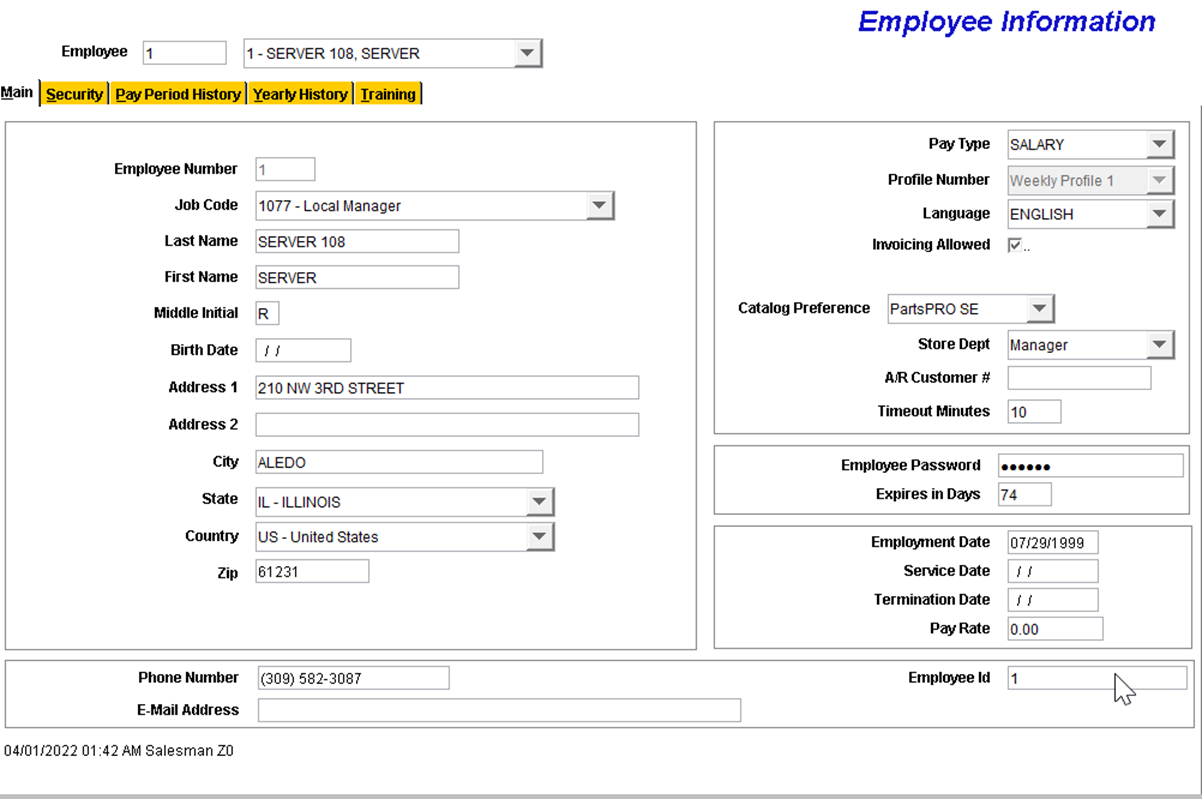 Employee Information
Employee 1 1 - SERVER 108, SERVER
Main Security Pay Period History Yearly History Training
Employee Number 1
Job Code 1077 - Local Manager
Last Name SERVER 108
First Name SERVER
Middle Initial R
Birth Date / /
Address 1 210 NW 3RD STREET
Address 2
City ALEDO
State IL - ILLINOIS
Country US - United States
Zip 61231
Pay Type SALARY
Profile Number Weekly Profile 1
Language ENGLISH
Invoicing Allowed ..
Catalog Preference PartsPRO SE
Store Dept Manager
A/R Customer #
Timeout Minutes 10
Employee Password ••••••
Expires in Days 74
Employment Date 07/29/1999
Service Date / /
Termination Date / /
Pay Rate 0.00
Phone Number (309) 582-3087
Employee Id 1
E-Mail Address
04/01/2022 01:42 AM Salesman Z0